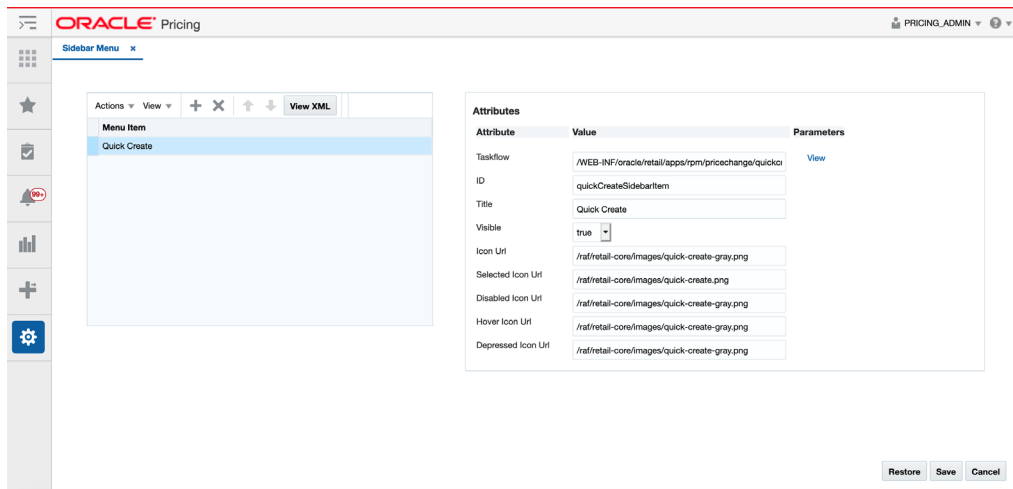 ORACLE® Pricing
PRICING_ADMIN
?
Sidebar Menu x
Actions View View XML
Menu Item
Quick Create
99+
Attributes
Attribute Value Parameters
Taskflow /WEB-INF/oracle/retail/apps/rpm/pricechange/quickcr View
ID quickCreateSidebarItem
Title Quick Create
Visible true
Icon Url /raf/retail-core/images/quick-create-gray.png
Selected Icon Url /raf/retail-core/images/quick-create.png
Disabled Icon Url /raf/retail-core/images/quick-create-gray.png
Hover Icon Url /raf/retail-core/images/quick-create-gray.png
Depressed Icon Url /raf/retail-core/images/quick-create-gray.png
Restore Save Cancel